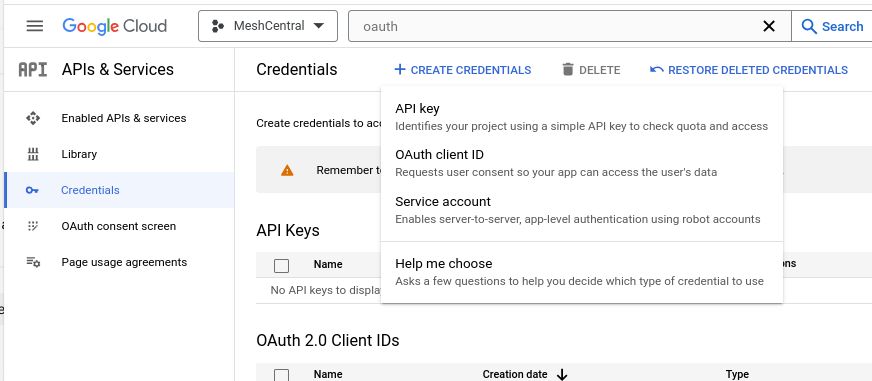 Google Cloud
MeshCentral
oauth
Search
API
APIs & Services
Enabled APIs & services
Library
Credentials
OAuth consent screen
Page usage agreements
Credentials
CREATE CREDENTIALS
DELETE
RESTORE DELETED CREDENTIALS
Create credentials to
Remember
API key
Identifies your project using a simple API key to check quota and access
OAuth client ID
Requests user consent so your app can access the user's data
Service account
Enables server-to-server, app-level authentication using robot accounts
Help me choose
Asks a few questions to help you decide which type of credential to use
API Keys
Name
No API keys to
OAuth 2.0 Client IDs
Name
Creation date
Type